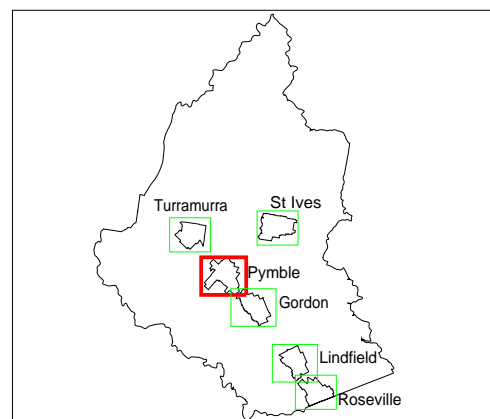 Turramurra
St Ives
Pymble
Gordon
Lindfield
Roseville